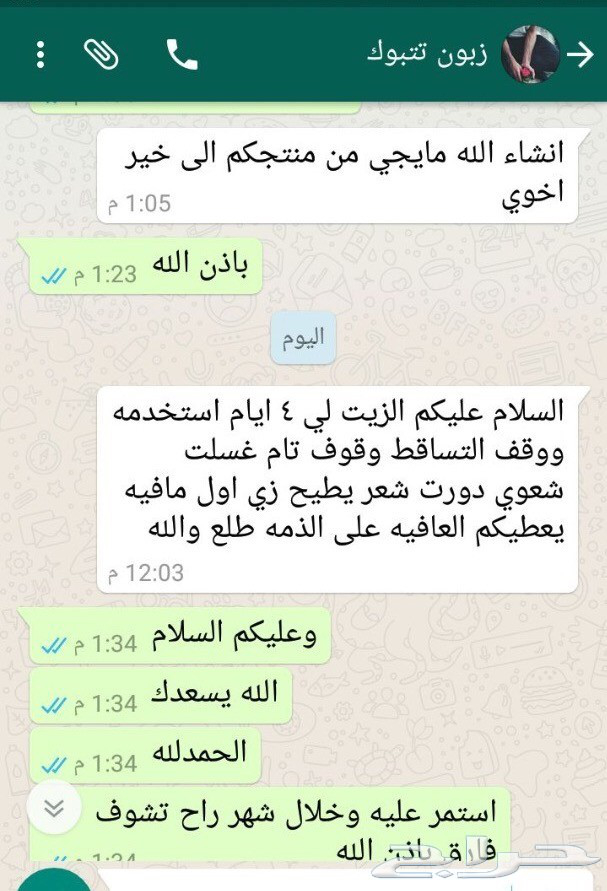 زبون تتبوك
انشاء الله مايجي من منتجكم الى خير
اخوي
1:05 م
باذن الله
1:23 م
اليوم
السلام عليكم الزيت لي ٤ ايام استخدمه
ووقف التساقط وقوف تام غسلت
شعوي دورت شعر يطيح زي اول مافيه
يعطيكم العافيه على الذمه طلع والله
12:03 م
وعليكم السلام
1:34 م
الله يسعدك
1:34 م
الحمدلله
1:34 م
استمر عليه وخلال شهر راح تشوف
فارق باذن الله
1:34 م
حراج